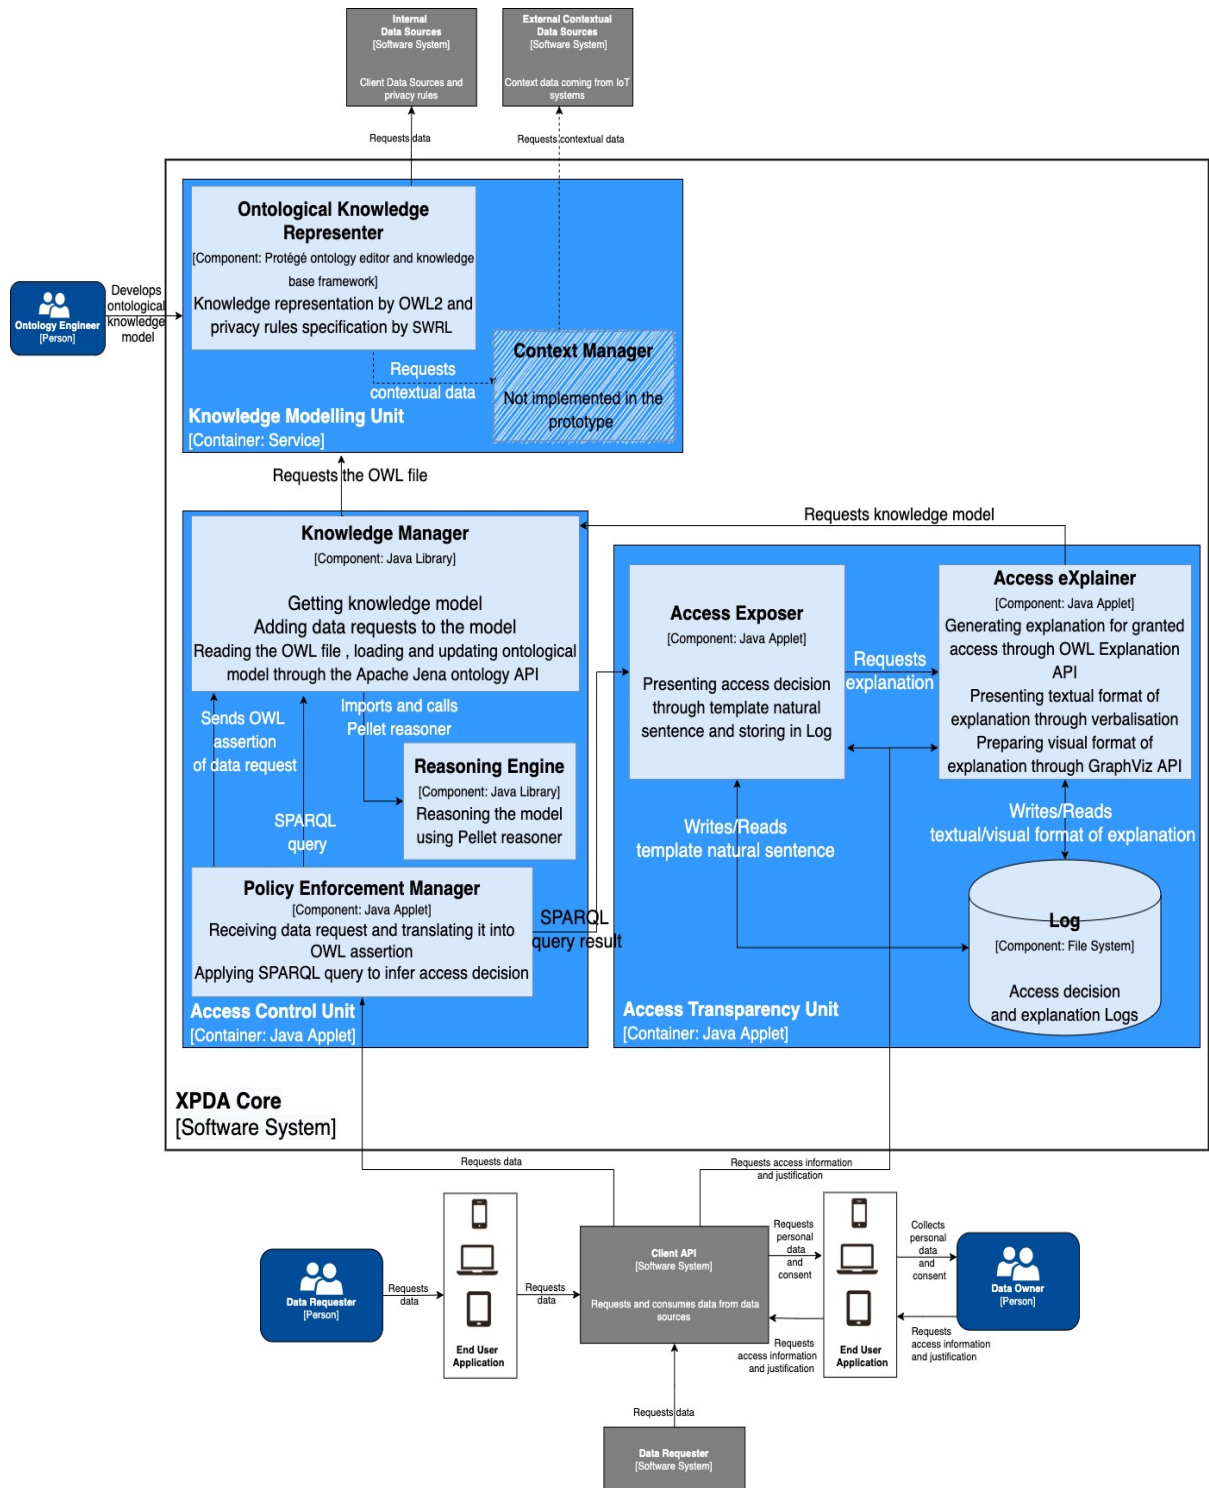 Internal
Data Sources
[Software System]
Client Data Sources and
privacy rules
External Contextual
Data Sources
[Software System]
Context data coming from IoT
systems
Requests data
Requests contextual data
Ontological Knowledge
Representer
[Component: Protégé ontology editor and knowledge
base framework]
Knowledge representation by OWL2 and
privacy rules specification by SWRL
Ontology Engineer
[Person]
Develops
ontological
knowledge
model
Context Manager
Not implemented in the
prototype
Requests
contextual data
Knowledge Modelling Unit
[Container: Service]
Requests the OWL file
Requests knowledge model
Knowledge Manager
[Component: Java Library]
Getting knowledge model
Adding data requests to the model
Reading the OWL file , loading and updating ontological
model through the Apache Jena ontology API
Sends OWL
assertion
of data request
Imports and calls
Pellet reasoner
SPARQL
query
Reasoning Engine
[Component: Java Library]
Reasoning the model
using Pellet reasoner
Policy Enforcement Manager
[Component: Java Applet]
Receiving data request and translating it into
OWL assertion
Applying SPARQL query to infer access decision
Access Control Unit
[Container: Java Applet]
SPARQL
query result
Access Exposer
[Component: Java Applet]
Presenting access decision
through template natural
sentence and storing in Log
Requests
explanation
Access eXplainer
[Component: Java Applet]
Generating explanation for granted
access through OWL Explanation
API
Presenting textual format of
explanation through verbalisation
Preparing visual format of
explanation through GraphViz API
Writes/Reads
template natural sentence
Writes/Reads
textual/visual format of explanation
Log
[Component: File System]
Access decision
and explanation Logs
Access Transparency Unit
[Container: Java Applet]
XPDA Core
[Software System]
Requests data
Requests access information
and justification
Data Requester
[Person]
Requests
data
End User
Application
Requests
data
Client API
[Software System]
Requests and consumes data from data
sources
Requests
personal
data
and
consent
Requests
access information
and justification
End User
Application
Collects
personal
data
and
consent
Requests
access information
and justification
Data Owner
[Person]
Requests data
Data Requester
[Software System]